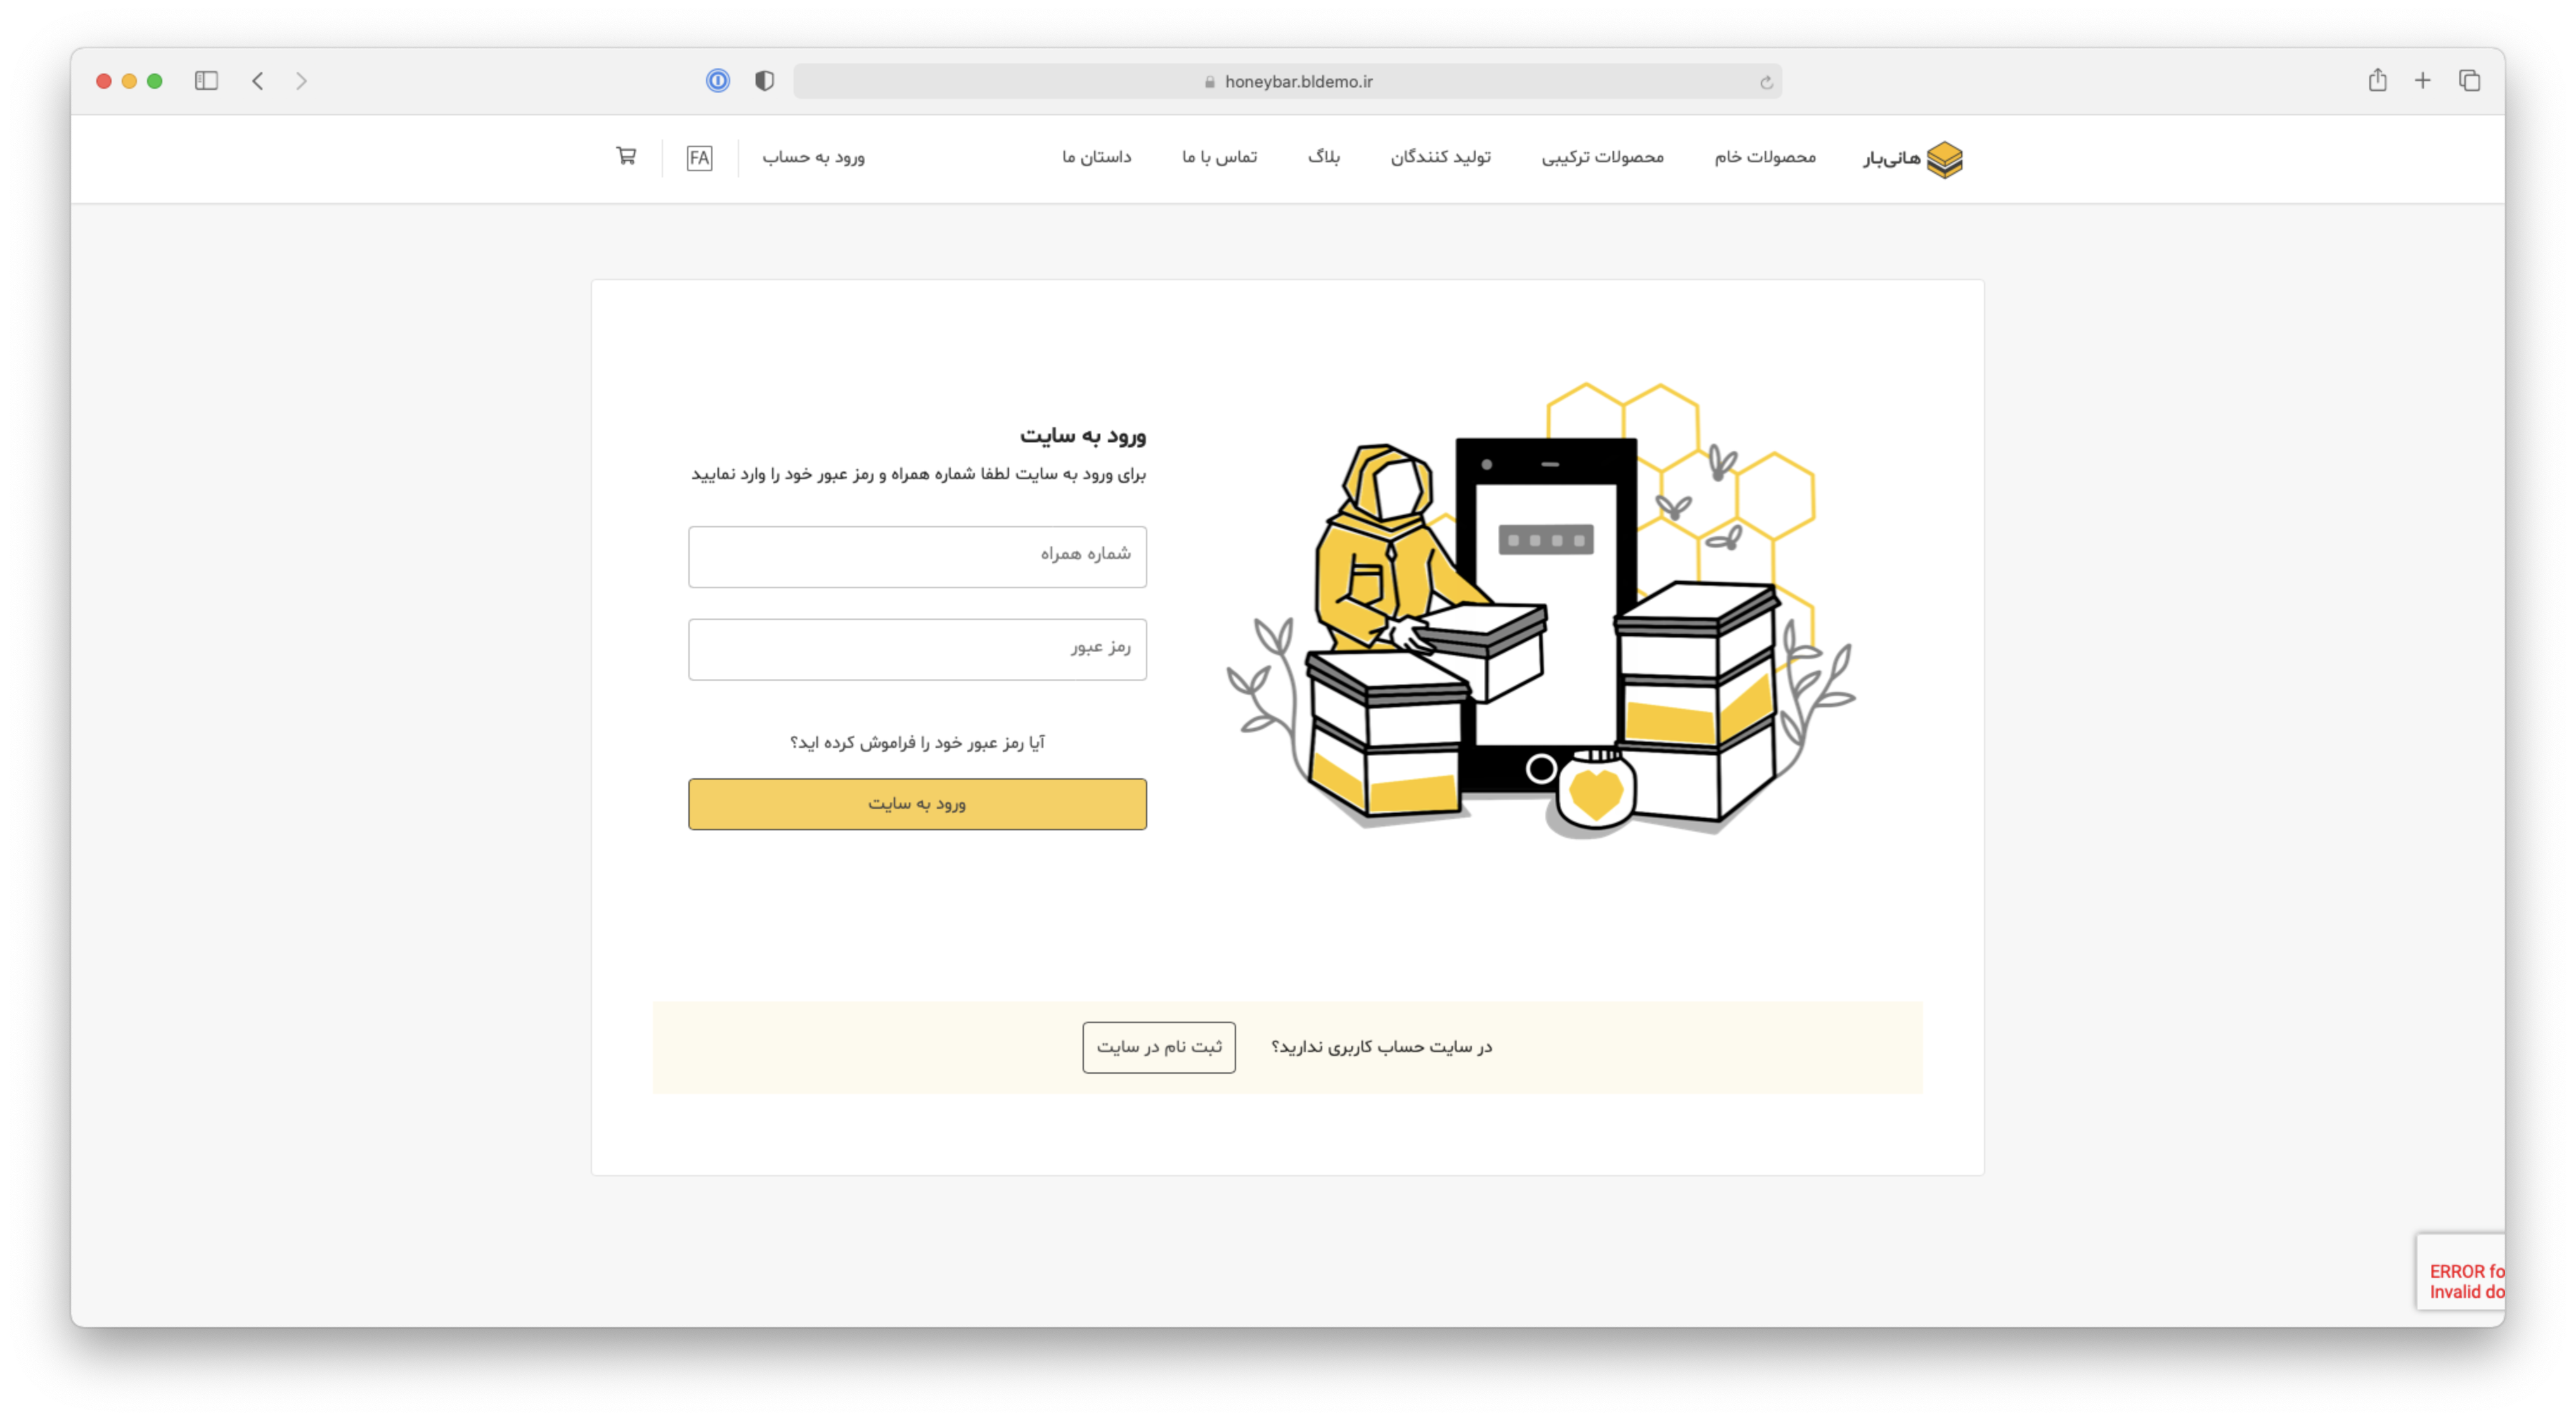 honeybar.bldemo.ir
هانی‌بار
محصولات خام
محصولات ترکیبی
تولید کنندگان
بلاگ
تماس با ما
داستان ما
ورود به حساب
FA
ورود به سایت
برای ورود به سایت لطفا شماره همراه و رمز عبور خود را وارد نمایید
شماره همراه
رمز عبور
آیا رمز عبور خود را فراموش کرده اید؟
ورود به سایت
در سایت حساب کاربری ندارید؟
ثبت نام در سایت
ERROR fo
Invalid do